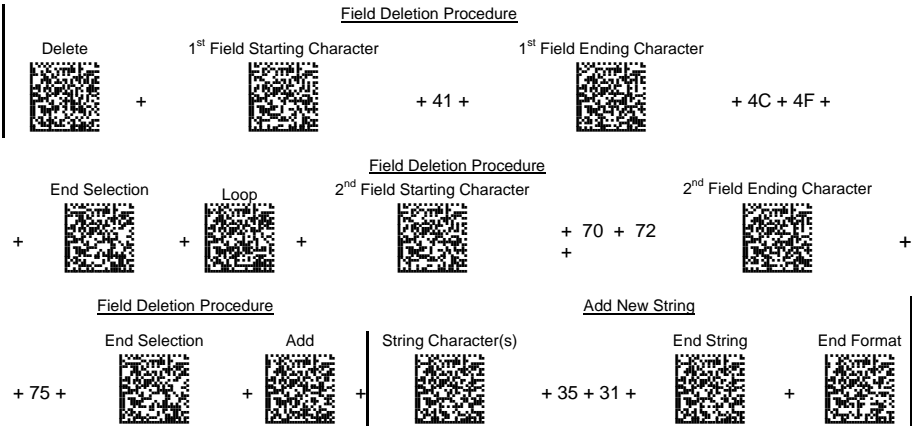 Field Deletion Procedure
Delete 1st Field Starting Character 1st Field Ending Character
+ + 41 + + 4C + 4F +
Field Deletion Procedure
End Selection Loop 2nd Field Starting Character 2nd Field Ending Character
+ + + + 70 + 72 +
+
Field Deletion Procedure Add New String
End Selection Add String Character(s) End String End Format
+ 75 + + + + 35 + 31 + +